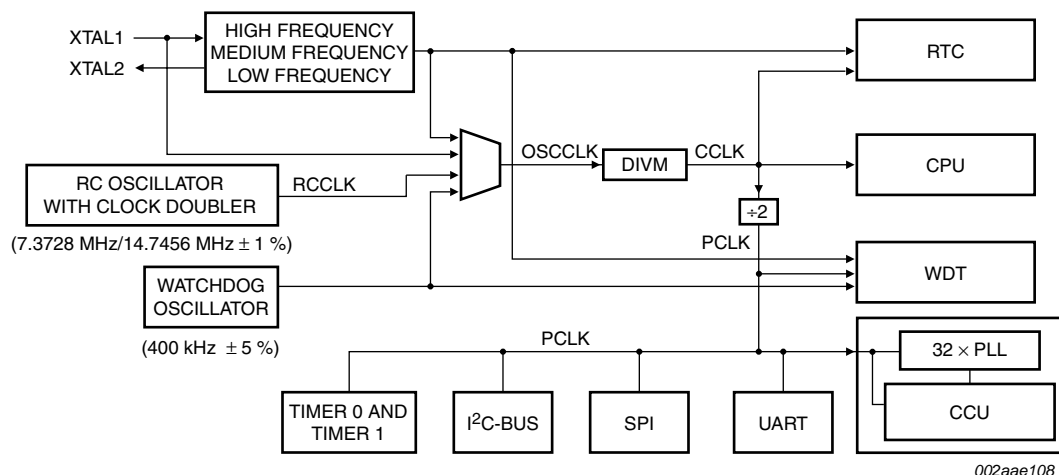 XTAL1
XTAL2
HIGH FREQUENCY
MEDIUM FREQUENCY
LOW FREQUENCY
RTC
OSCCLK
DIVM
CCLK
CPU
RC OSCILLATOR
WITH CLOCK DOUBLER
RCCLK
(7.3728 MHz/14.7456 MHz ± 1 %)
÷2
PCLK
WATCHDOG
OSCILLATOR
WDT
(400 kHz ± 5 %)
PCLK
32 × PLL
TIMER 0 AND
TIMER 1
I²C-BUS
SPI
UART
CCU
002aae108